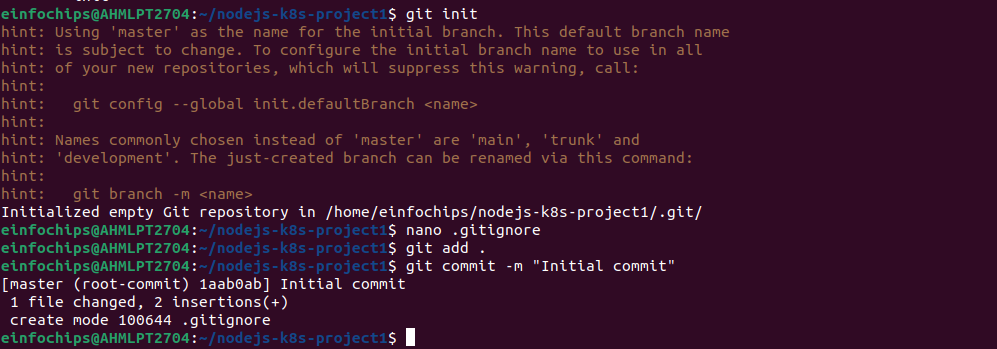 einfochips@AHMLPT2704:~/nodejs-k8s-project1$ git init
hint: Using 'master' as the name for the initial branch. This default branch name
hint: is subject to change. To configure the initial branch name to use in all
hint: of your new repositories, which will suppress this warning, call:
hint:
hint:   git config --global init.defaultBranch <name>
hint:
hint: Names commonly chosen instead of 'master' are 'main', 'trunk' and
hint: 'development'. The just-created branch can be renamed via this command:
hint:
hint:   git branch -m <name>
Initialized empty Git repository in /home/einfochips/nodejs-k8s-project1/.git/
einfochips@AHMLPT2704:~/nodejs-k8s-project1$ nano .gitignore
einfochips@AHMLPT2704:~/nodejs-k8s-project1$ git add .
einfochips@AHMLPT2704:~/nodejs-k8s-project1$ git commit -m "Initial commit"
[master (root-commit) 1aab0ab] Initial commit
 1 file changed, 2 insertions(+)
 create mode 100644 .gitignore
einfochips@AHMLPT2704:~/nodejs-k8s-project1$